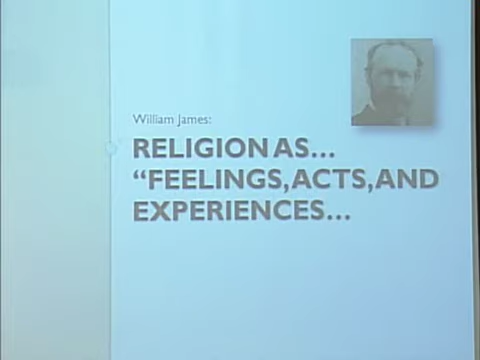 William James:
RELIGION AS...
“FEELINGS, ACTS, AND
EXPERIENCES...